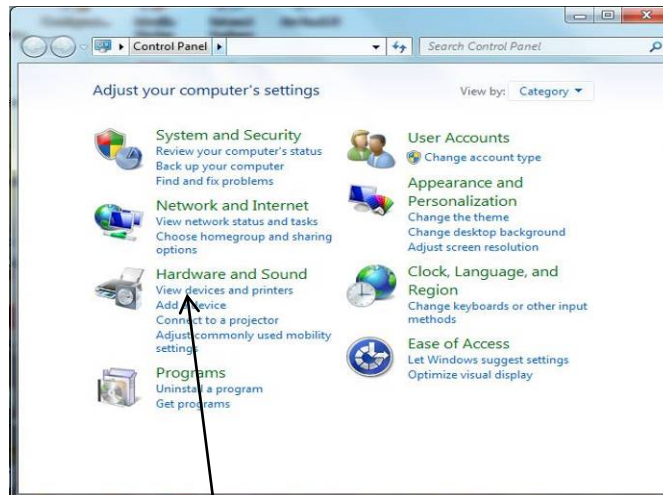 Control Panel
Search Control Panel
Adjust your computer's settings
View by: Category
System and Security
Review your computer's status
Back up your computer
Find and fix problems
Network and Internet
View network status and tasks
Choose homegroup and sharing
options
Hardware and Sound
View devices and printers
Add a device
Connect to a projector
Adjust commonly used mobility
settings
Programs
Uninstall a program
Get programs
User Accounts
Change account type
Appearance and
Personalization
Change the theme
Change desktop background
Adjust screen resolution
Clock, Language, and
Region
Change keyboards or other input
methods
Ease of Access
Let Windows suggest settings
Optimize visual display